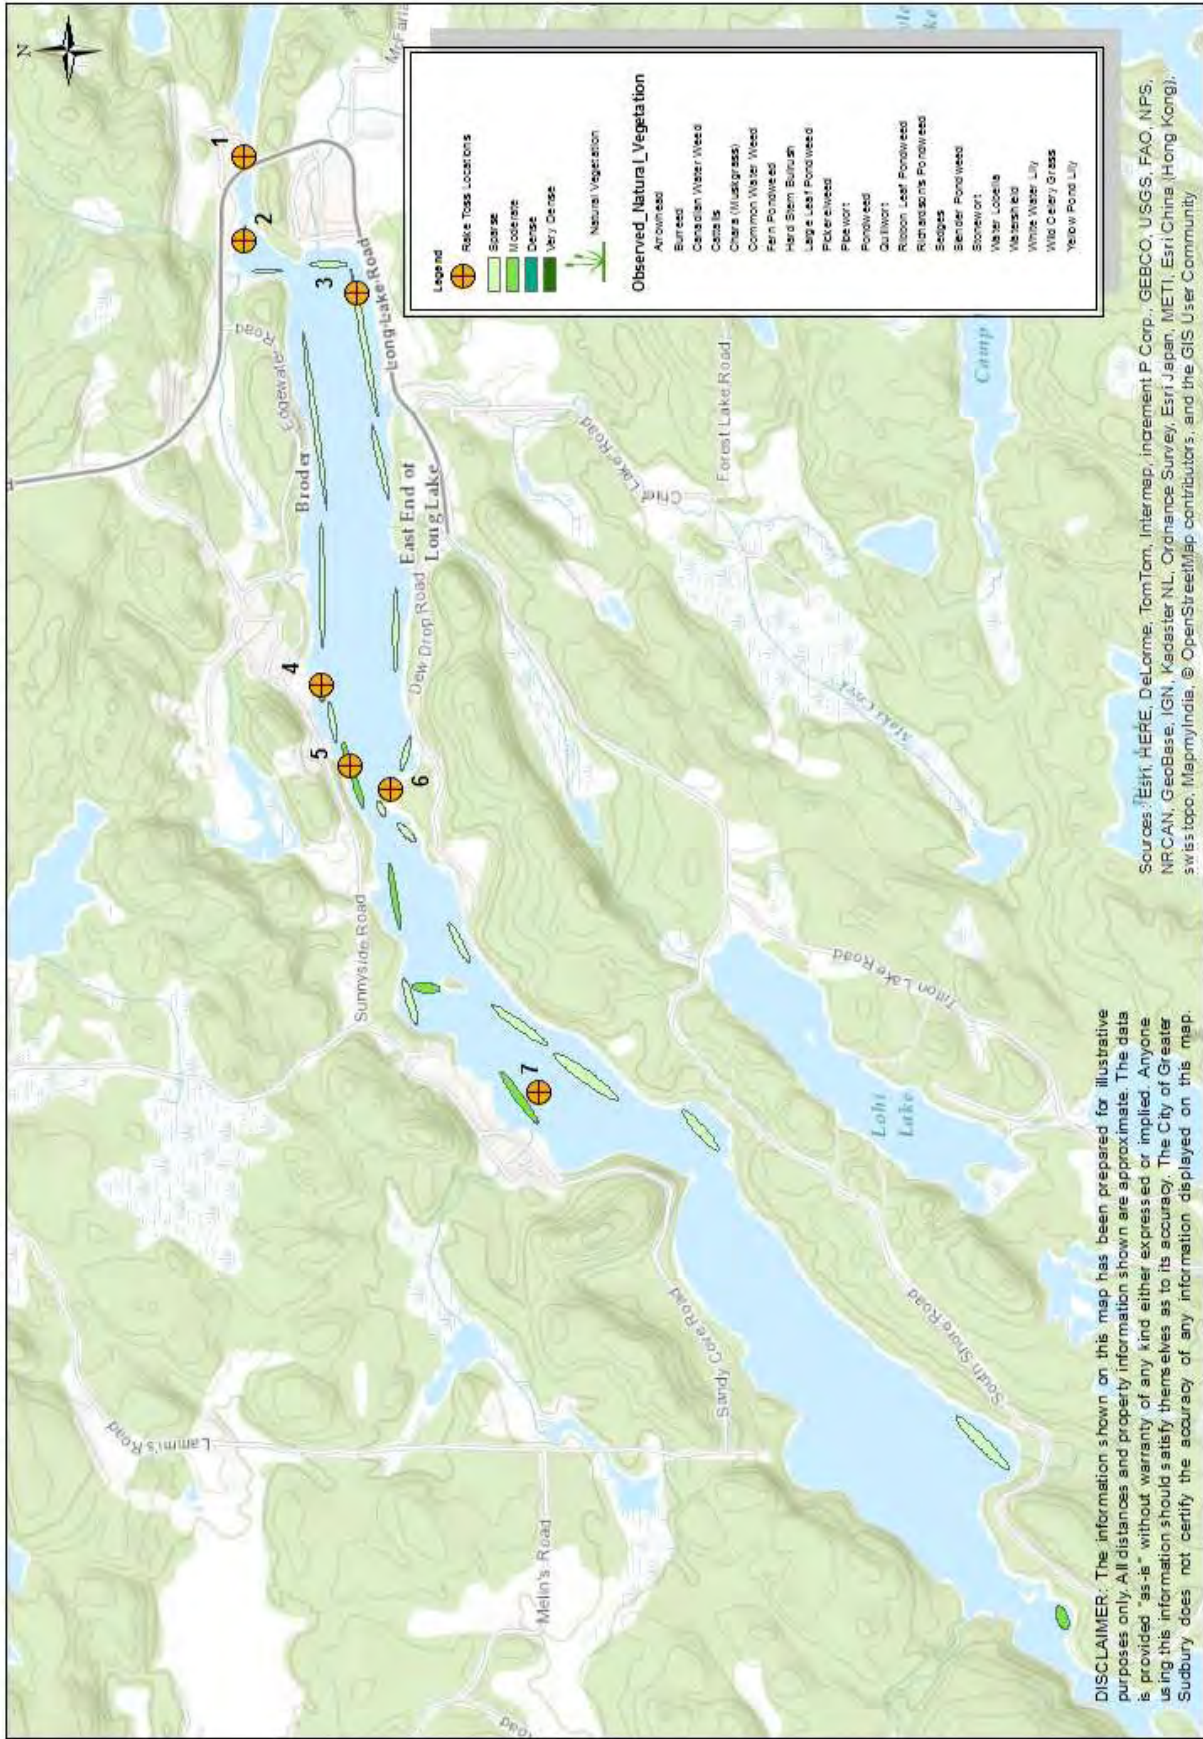 N
1
2
3
4
5
6
7
Edgewater Road
Long Lake Road
Broder
East End of
Long Lake
Dew Drop Road
Chief Lake Road
Forest Lake Road
Camp
Sunnyside Road
Tilton Lake Road
Lohi
Lake
Sandy Cove Road
South Shore Road
Lammi's Road
Melin's Road
Road
Legend
Rake Toss Locations
Sparse
Moderate
Dense
Very Dense
Natural Vegetation
Observed_Natural_Vegetation
Arrowhead
Burreed
Canadian Water Weed
Cattails
Chara (Muskgrass)
Common Water Weed
Fern Pondweed
Hard Stem Bulrush
Large Leaf Pondweed
Pickerelweed
Pipewort
Pondweed
Quillwort
Ribbon Leaf Pondweed
Richardson's Pondweed
Sedges
Slender Pondweed
Stonewort
Water Lobelia
Watershield
White Water Lily
Wild Celery Grass
Yellow Pond Lily
DISCLAIMER: The information shown on this map has been prepared for illustrative
purposes only. All distances and property information shown are approximate. The data
is provided "as-is" without warranty of any kind either expressed or implied. Anyone
using this information should satisfy themselves as to its accuracy. The City of Greater
Sudbury does not certify the accuracy of any information displayed on this map.
Sources: Esri, HERE, DeLorme, TomTom, Intermap, increment P Corp., GEBCO, USGS, FAO, NPS,
NRCAN, GeoBase, IGN, Kadaster NL, Ordnance Survey, Esri Japan, METI, Esri China (Hong Kong),
swisstopo, MapmyIndia, © OpenStreetMap contributors, and the GIS User Community